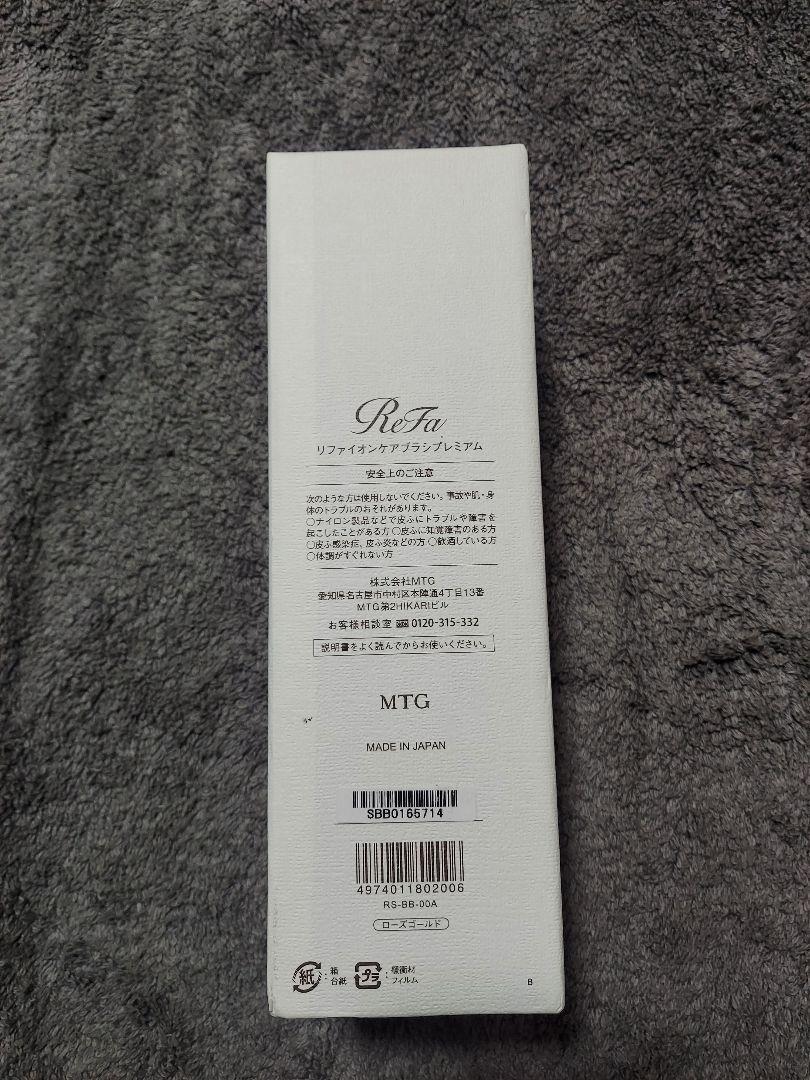 ReFa
リファイオンケアブラシプレミアム
安全上のご注意
次のような方は使用しないでください。事故や肌・身
体のトラブルのおそれがあります。
○ナイロン製品などで皮ふにトラブルや障害を
起こしたことがある方 ○皮ふに知覚障害のある方
○皮ふ感染症、皮ふ炎などの方 ○飲酒している方
○体調がすぐれない方
株式会社MTG
愛知県名古屋市中村区本陣通4丁目13番
MTG第2HIKARIビル
お客様相談室 0120-315-332
説明書をよく読んでからお使いください。
MTG
MADE IN JAPAN
SBB0165714
4974011802006
RS-BB-00A
ローズゴールド
紙 : 箱 台紙 プラ : 緩衝材 フィルム
B